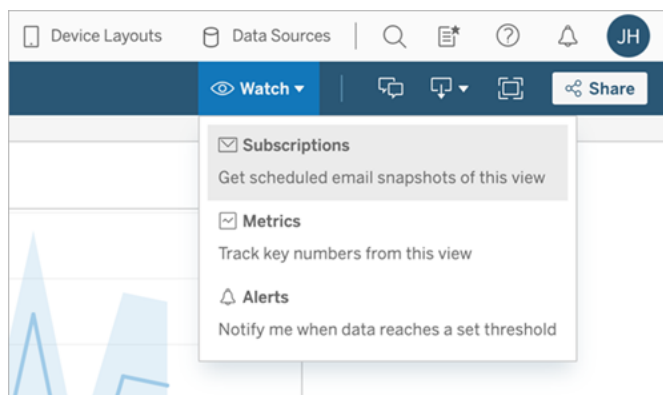 Device Layouts
Data Sources
JH
Watch
Share
Subscriptions
Get scheduled email snapshots of this view
Metrics
Track key numbers from this view
Alerts
Notify me when data reaches a set threshold